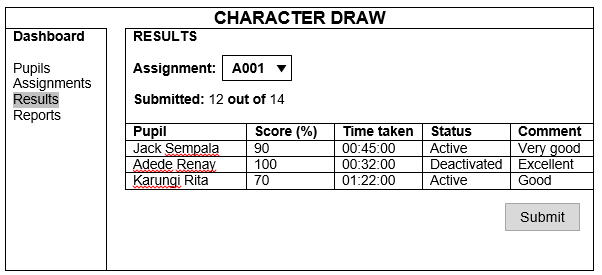 CHARACTER DRAW
Dashboard
Pupils
Assignments
Results
Reports
RESULTS
Assignment: A001 ▼
Submitted: 12 out of 14
Pupil Score (%) Time taken Status Comment
Jack Sempala 90 00:45:00 Active Very good
Adede Renay 100 00:32:00 Deactivated Excellent
Karungi Rita 70 01:22:00 Active Good
Submit